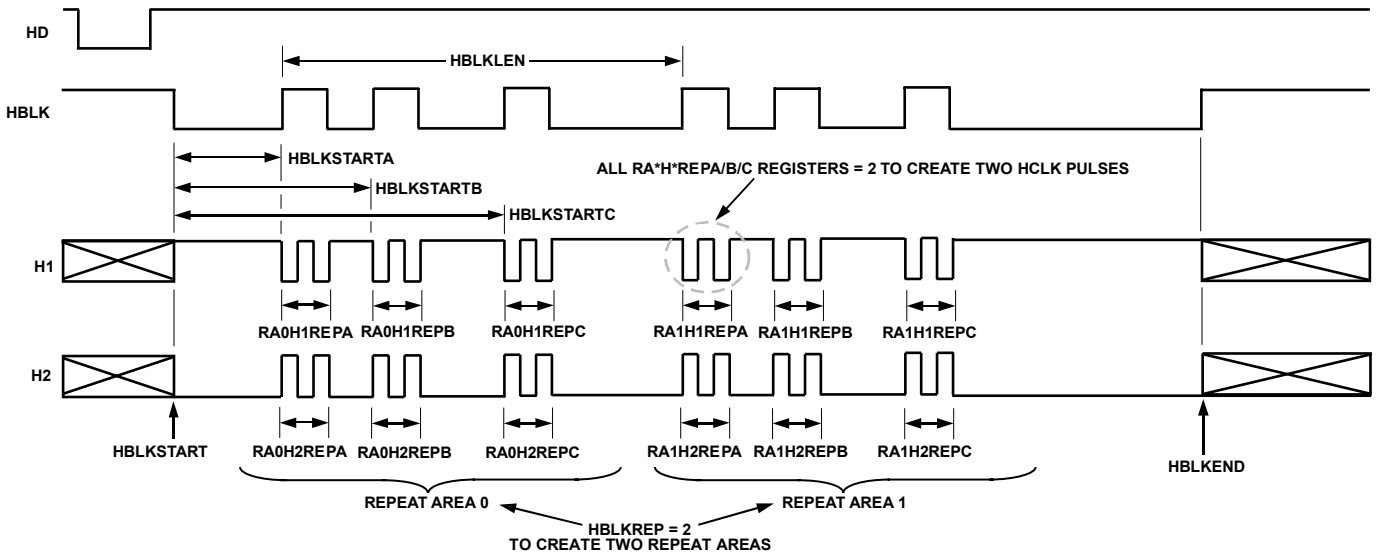 HD
HBLKLEN
HBLK
HBLKSTARTA
ALL RA*H*REPA/B/C REGISTERS = 2 TO CREATE TWO HCLK PULSES
HBLKSTARTB
HBLKSTARTC
H1
RA0H1REPA RA0H1REPB RA0H1REPC RA1H1REPA RA1H1REPB RA1H1REPC
H2
HBLKSTART RA0H2REPA RA0H2REPB RA0H2REPC RA1H2REPA RA1H2REPB RA1H2REPC
HBLKEND
REPEAT AREA 0 REPEAT AREA 1
HBLKREP = 2
TO CREATE TWO REPEAT AREAS